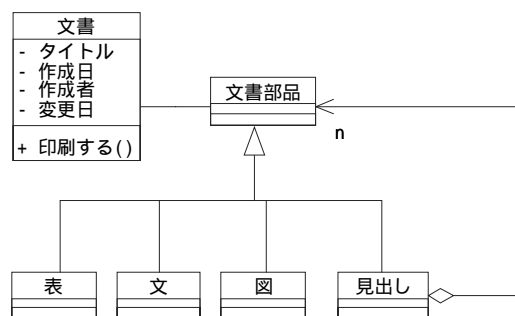 文書
- タイトル
- 作成日
- 作成者
- 変更日
+ 印刷する()
文書部品
n
表
文
図
見出し